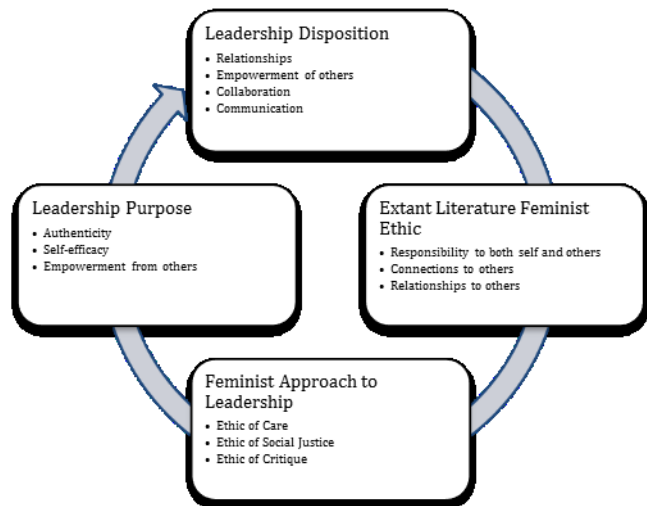 Leadership Disposition
• Relationships
• Empowerment of others
• Collaboration
• Communication
Extant Literature Feminist
Ethic
• Responsibility to both self and others
• Connections to others
• Relationships to others
Feminist Approach to
Leadership
• Ethic of Care
• Ethic of Social Justice
• Ethic of Critique
Leadership Purpose
• Authenticity
• Self-efficacy
• Empowerment from others